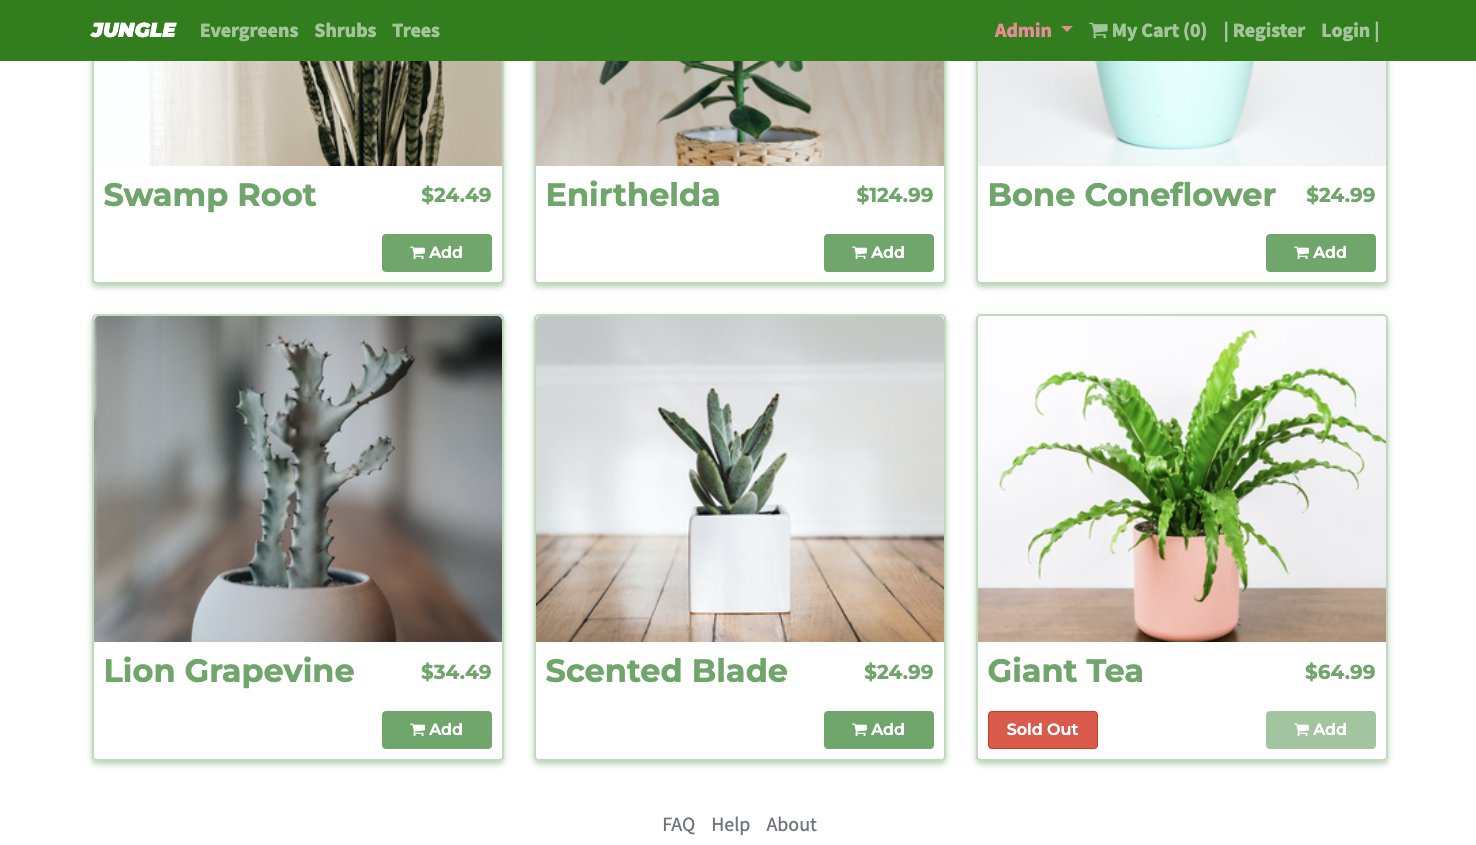 JUNGLE Evergreens Shrubs Trees Admin My Cart (0) | Register Login |
Swamp Root $24.49
Enirthelda $124.99
Bone Coneflower $24.99
Add
Add
Add
Lion Grapevine $34.49
Scented Blade $24.99
Giant Tea $64.99
Add
Add
Sold Out Add
FAQ Help About